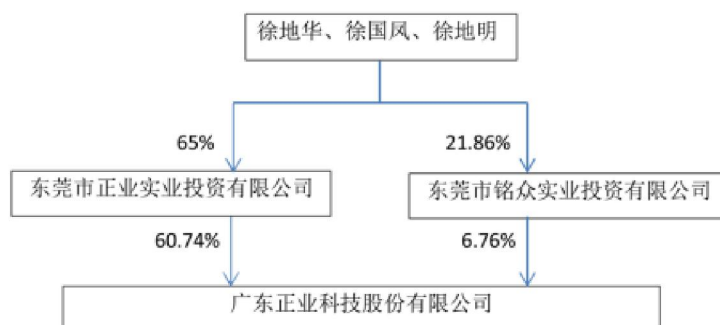 徐地华、徐国凤、徐地明
65%
21.86%
东莞市正业实业投资有限公司
东莞市铭众实业投资有限公司
60.74%
6.76%
广东正业科技股份有限公司